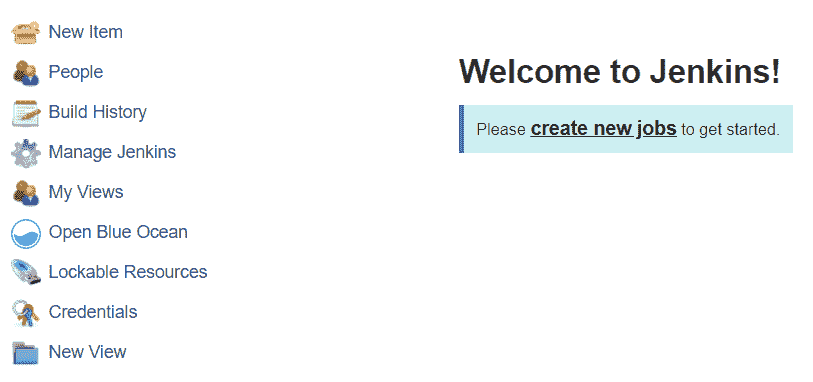 New Item
People
Build History
Manage Jenkins
My Views
Open Blue Ocean
Lockable Resources
Credentials
New View
Welcome to Jenkins!
Please create new jobs to get started.